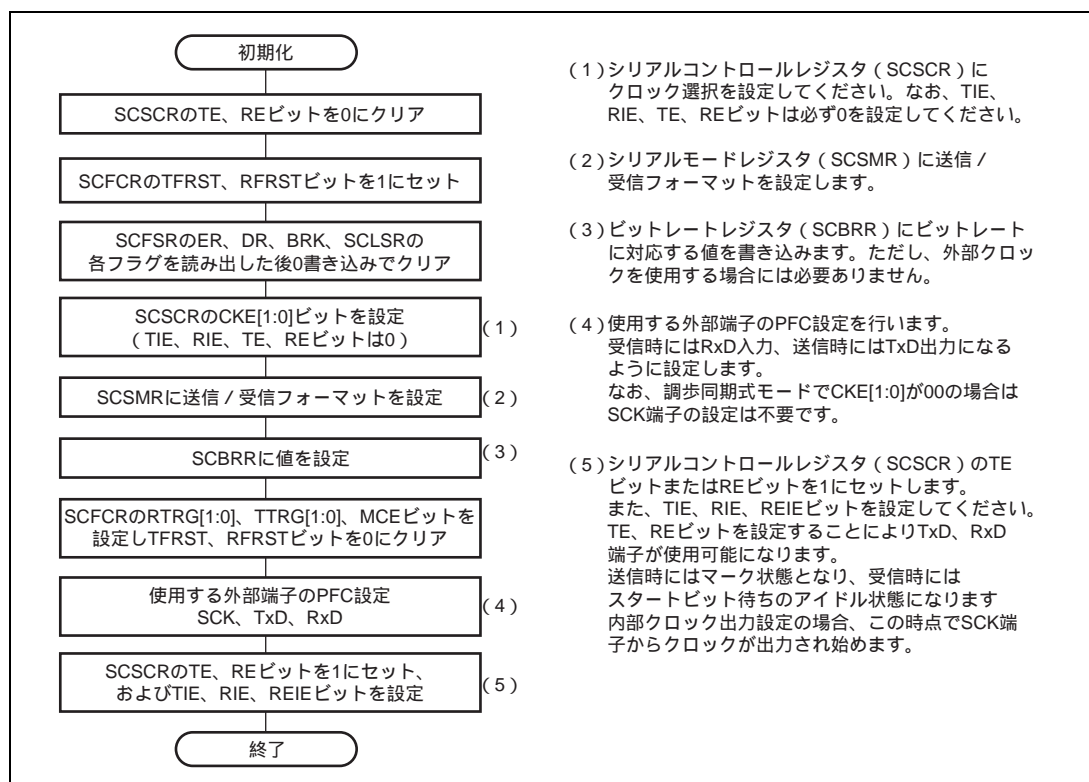 初期化
SCSCRのTE、REビットを0にクリア
SCFCRのTFRST、RFRSTビットを1にセット
SCFSRのER、DR、BRK、SCLSRの
各フラグを読み出した後0書き込みでクリア
SCSCRのCKE[1:0]ビットを設定
(TIE、RIE、TE、REビットは0)
(1)
SCSMRに送信/受信フォーマットを設定
(2)
SCBRRに値を設定
(3)
SCFCRのRTRG[1:0]、TTRG[1:0]、MCEビットを
設定しTFRST、RFRSTビットを0にクリア
使用する外部端子のPFC設定
SCK、TxD、RxD
(4)
SCSCRのTE、REビットを1にセット、
およびTIE、RIE、REIEビットを設定
(5)
終了
(1)シリアルコントロールレジスタ(SCSCR)に
クロック選択を設定してください。なお、TIE、
RIE、TE、REビットは必ず0を設定してください。
(2)シリアルモードレジスタ(SCSMR)に送信/
受信フォーマットを設定します。
(3)ビットレートレジスタ(SCBRR)にビットレート
に対応する値を書き込みます。ただし、外部クロッ
クを使用する場合には必要ありません。
(4)使用する外部端子のPFC設定を行います。
受信時にはRxD入力、送信時にはTxD出力になる
ように設定します。
なお、調歩同期式モードでCKE[1:0]が00の場合は
SCK端子の設定は不要です。
(5)シリアルコントロールレジスタ(SCSCR)のTE
ビットまたはREビットを1にセットします。
また、TIE、RIE、REIEビットを設定してください。
TE、REビットを設定することによりTxD、RxD
端子が使用可能になります。
送信時にはマーク状態となり、受信時には
スタートビット待ちのアイドル状態になります
内部クロック出力設定の場合、この時点でSCK端
子からクロックが出力され始めます。